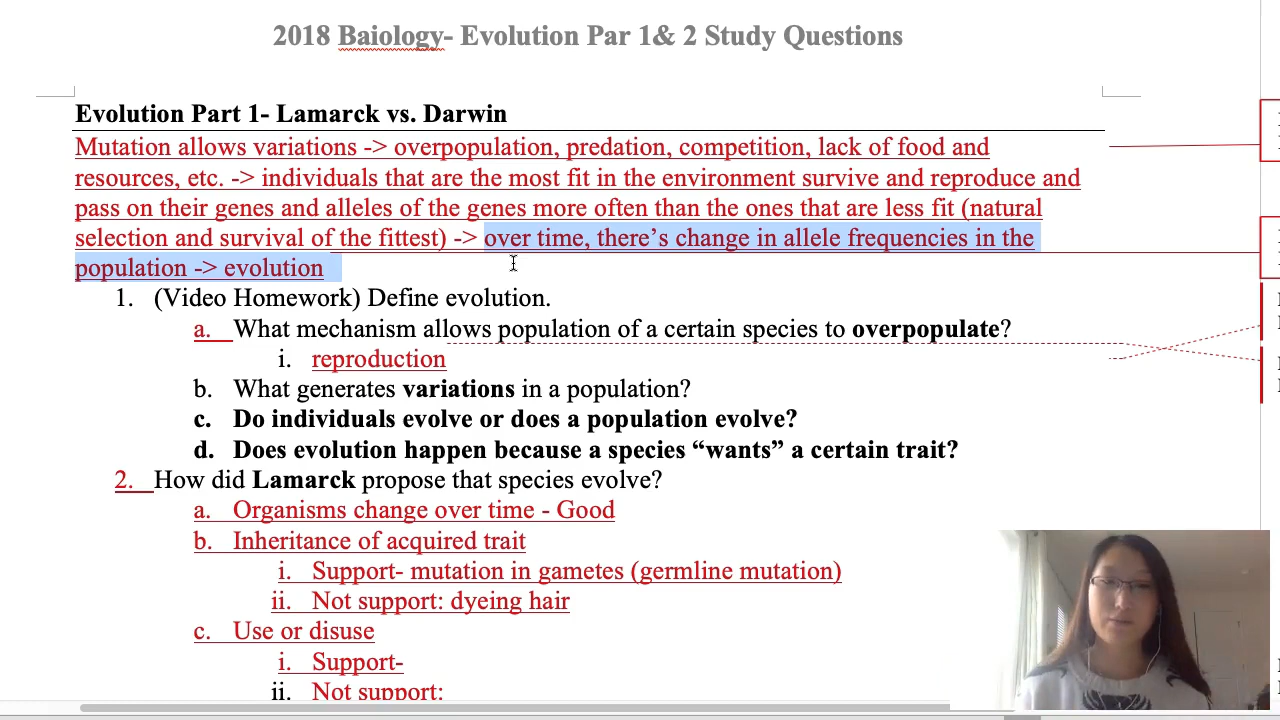 2018 Baiology- Evolution Par 1& 2 Study Questions
Evolution Part 1- Lamarck vs. Darwin
Mutation allows variations -> overpopulation, predation, competition, lack of food and
resources, etc. -> individuals that are the most fit in the environment survive and reproduce and
pass on their genes and alleles of the genes more often than the ones that are less fit (natural
selection and survival of the fittest) -> over time, there’s change in allele frequencies in the
population -> evolution
1. (Video Homework) Define evolution.
a. What mechanism allows population of a certain species to overpopulate?
i. reproduction
b. What generates variations in a population?
c. Do individuals evolve or does a population evolve?
d. Does evolution happen because a species “wants” a certain trait?
2. How did Lamarck propose that species evolve?
a. Organisms change over time - Good
b. Inheritance of acquired trait
i. Support- mutation in gametes (germline mutation)
ii. Not support: dyeing hair
c. Use or disuse
i. Support-
ii. Not support: